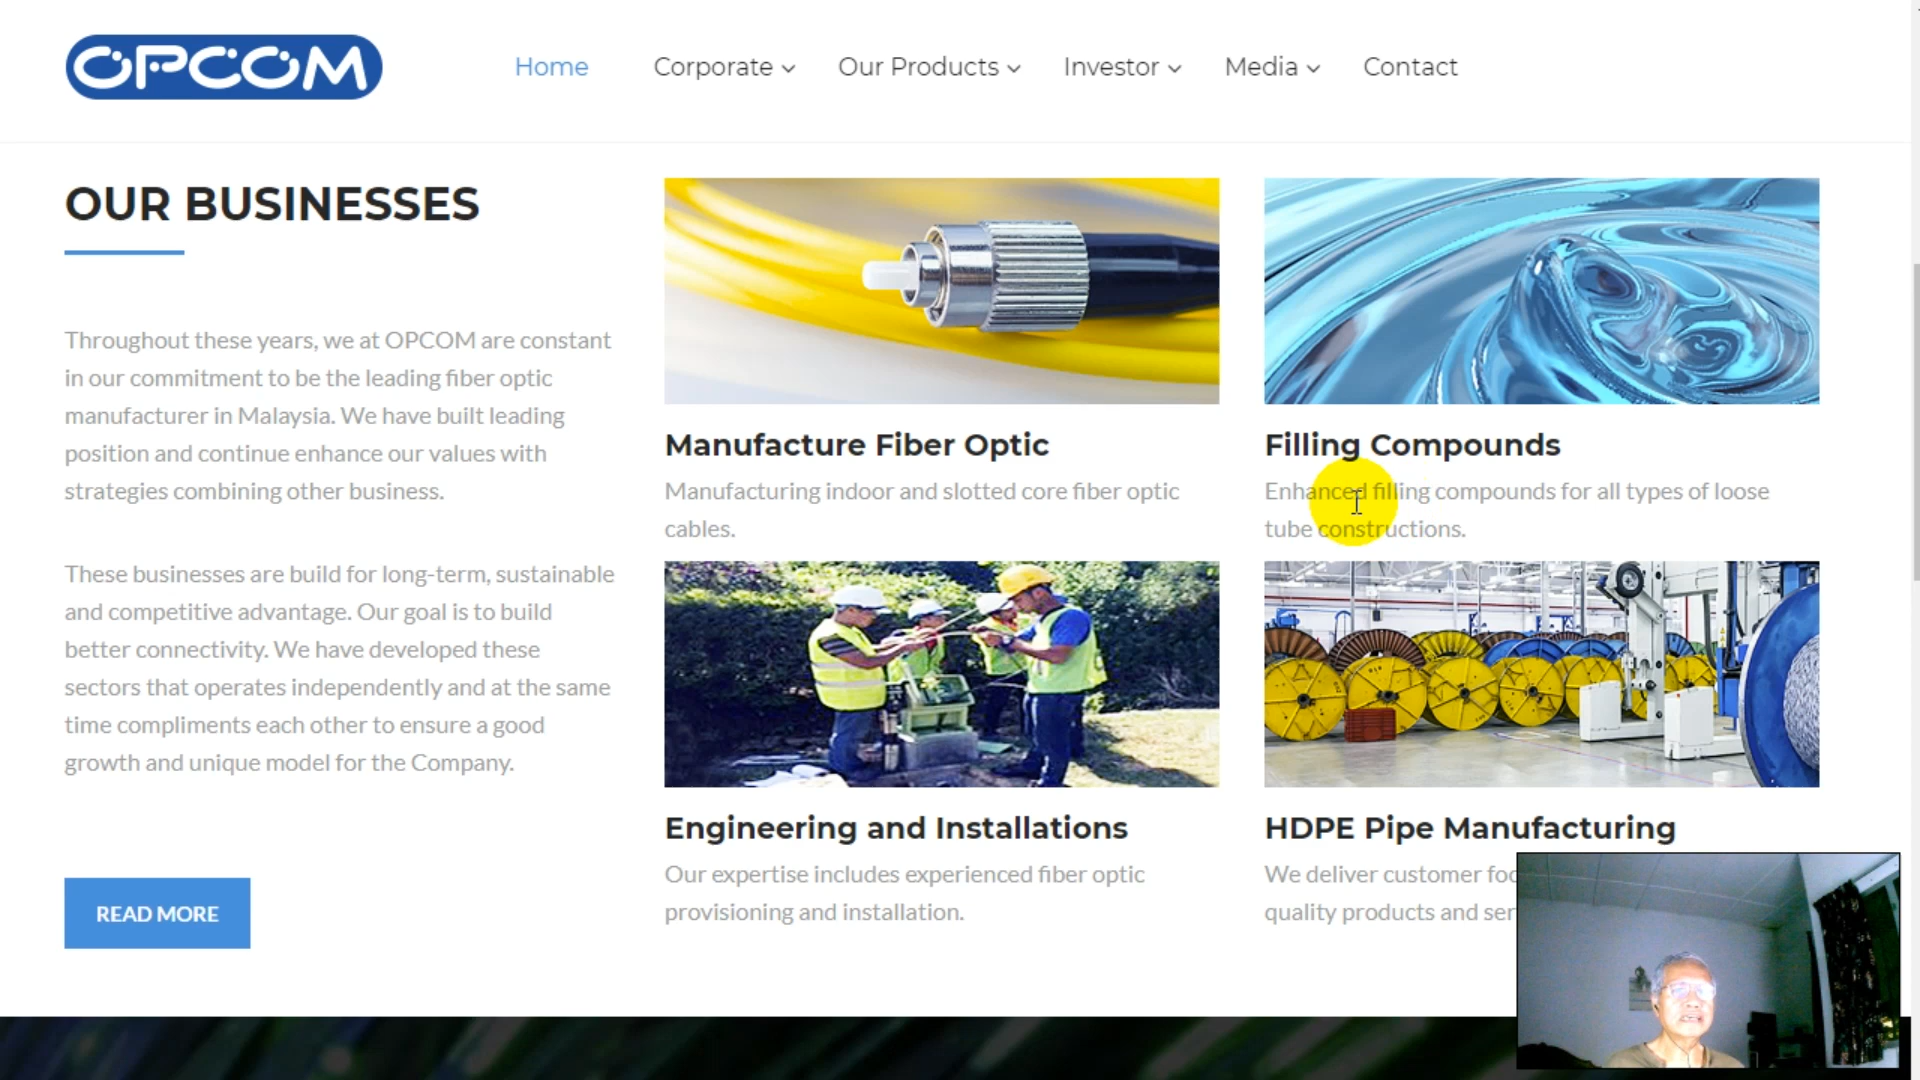 OPCOM
Home
Corporate
Our Products
Investor
Media
Contact
OUR BUSINESSES
Throughout these years, we at OPCOM are constant
in our commitment to be the leading fiber optic
manufacturer in Malaysia. We have built leading
position and continue enhance our values with
strategies combining other business.
These businesses are build for long-term, sustainable
and competitive advantage. Our goal is to build
better connectivity. We have developed these
sectors that operates independently and at the same
time compliments each other to ensure a good
growth and unique model for the Company.
READ MORE
Manufacture Fiber Optic
Manufacturing indoor and slotted core fiber optic
cables.
Filling Compounds
Enhanced filling compounds for all types of loose
tube constructions.
Engineering and Installations
Our expertise includes experienced fiber optic
provisioning and installation.
HDPE Pipe Manufacturing
We deliver customer
quality products and